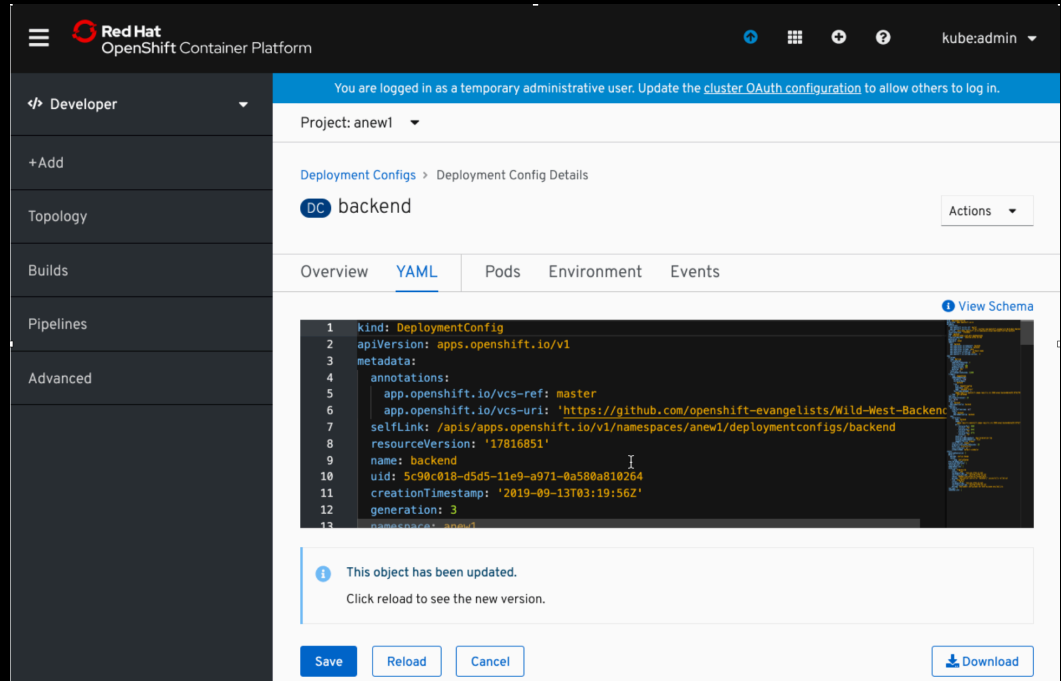 Red Hat
OpenShift Container Platform
kube:admin
</> Developer
You are logged in as a temporary administrative user. Update the cluster OAuth configuration to allow others to log in.
Project: anew1
+Add
Topology
Builds
Pipelines
Advanced
Deployment Configs > Deployment Config Details
DC backend
Actions
Overview YAML Pods Environment Events
View Schema
1 kind: DeploymentConfig
2 apiVersion: apps.openshift.io/v1
3 metadata:
4 annotations:
5 app.openshift.io/vcs-ref: master
6 app.openshift.io/vcs-uri: 'https://github.com/openshift-evangelists/Wild-West-Backend
7 selfLink: /apis/apps.openshift.io/v1/namespaces/anew1/deploymentconfigs/backend
8 resourceVersion: '17816851'
9 name: backend
10 uid: 5c90c018-d5d5-11e9-a971-0a580a810264
11 creationTimestamp: '2019-09-13T03:19:56Z'
12 generation: 3
13 namespace: anew1
This object has been updated.
Click reload to see the new version.
Save Reload Cancel Download